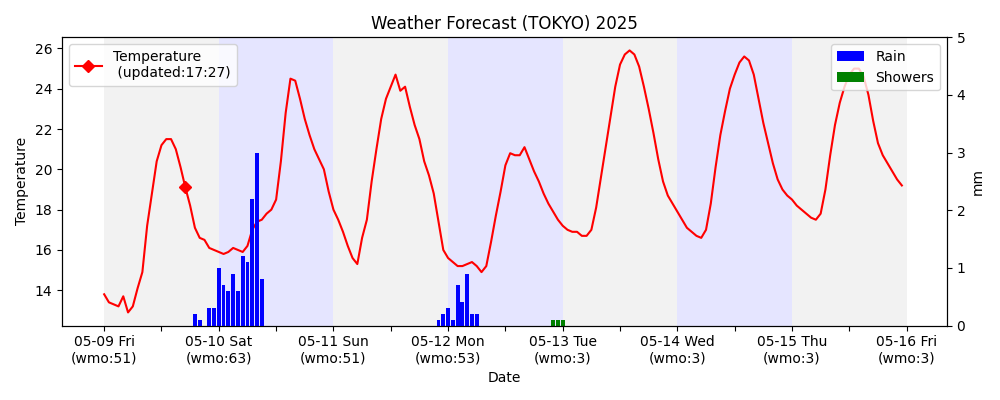 Weather Forecast (TOKYO) 2025
Temperature
(updated:17:27)
Rain
Showers
Temperature
26
24
22
20
18
16
14
5
4
3
2
1
0
mm
05-09 Fri
(wmo:51)
05-10 Sat
(wmo:63)
05-11 Sun
(wmo:51)
05-12 Mon
(wmo:53)
05-13 Tue
(wmo:3)
05-14 Wed
(wmo:3)
05-15 Thu
(wmo:3)
05-16 Fri
(wmo:3)
Date